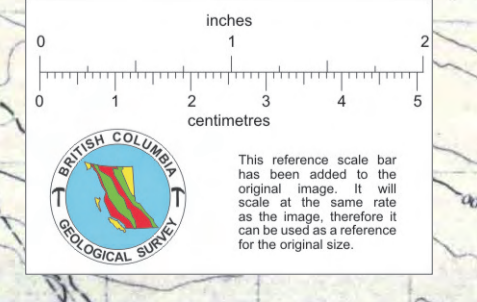 inches
0 1 2
0 1 2 3 4 5
centimetres
BRITISH COLUMBIA
GEOLOGICAL SURVEY
This reference scale bar
has been added to the
original image. It will
scale at the same rate
as the image, therefore it
can be used as a reference
for the original size.